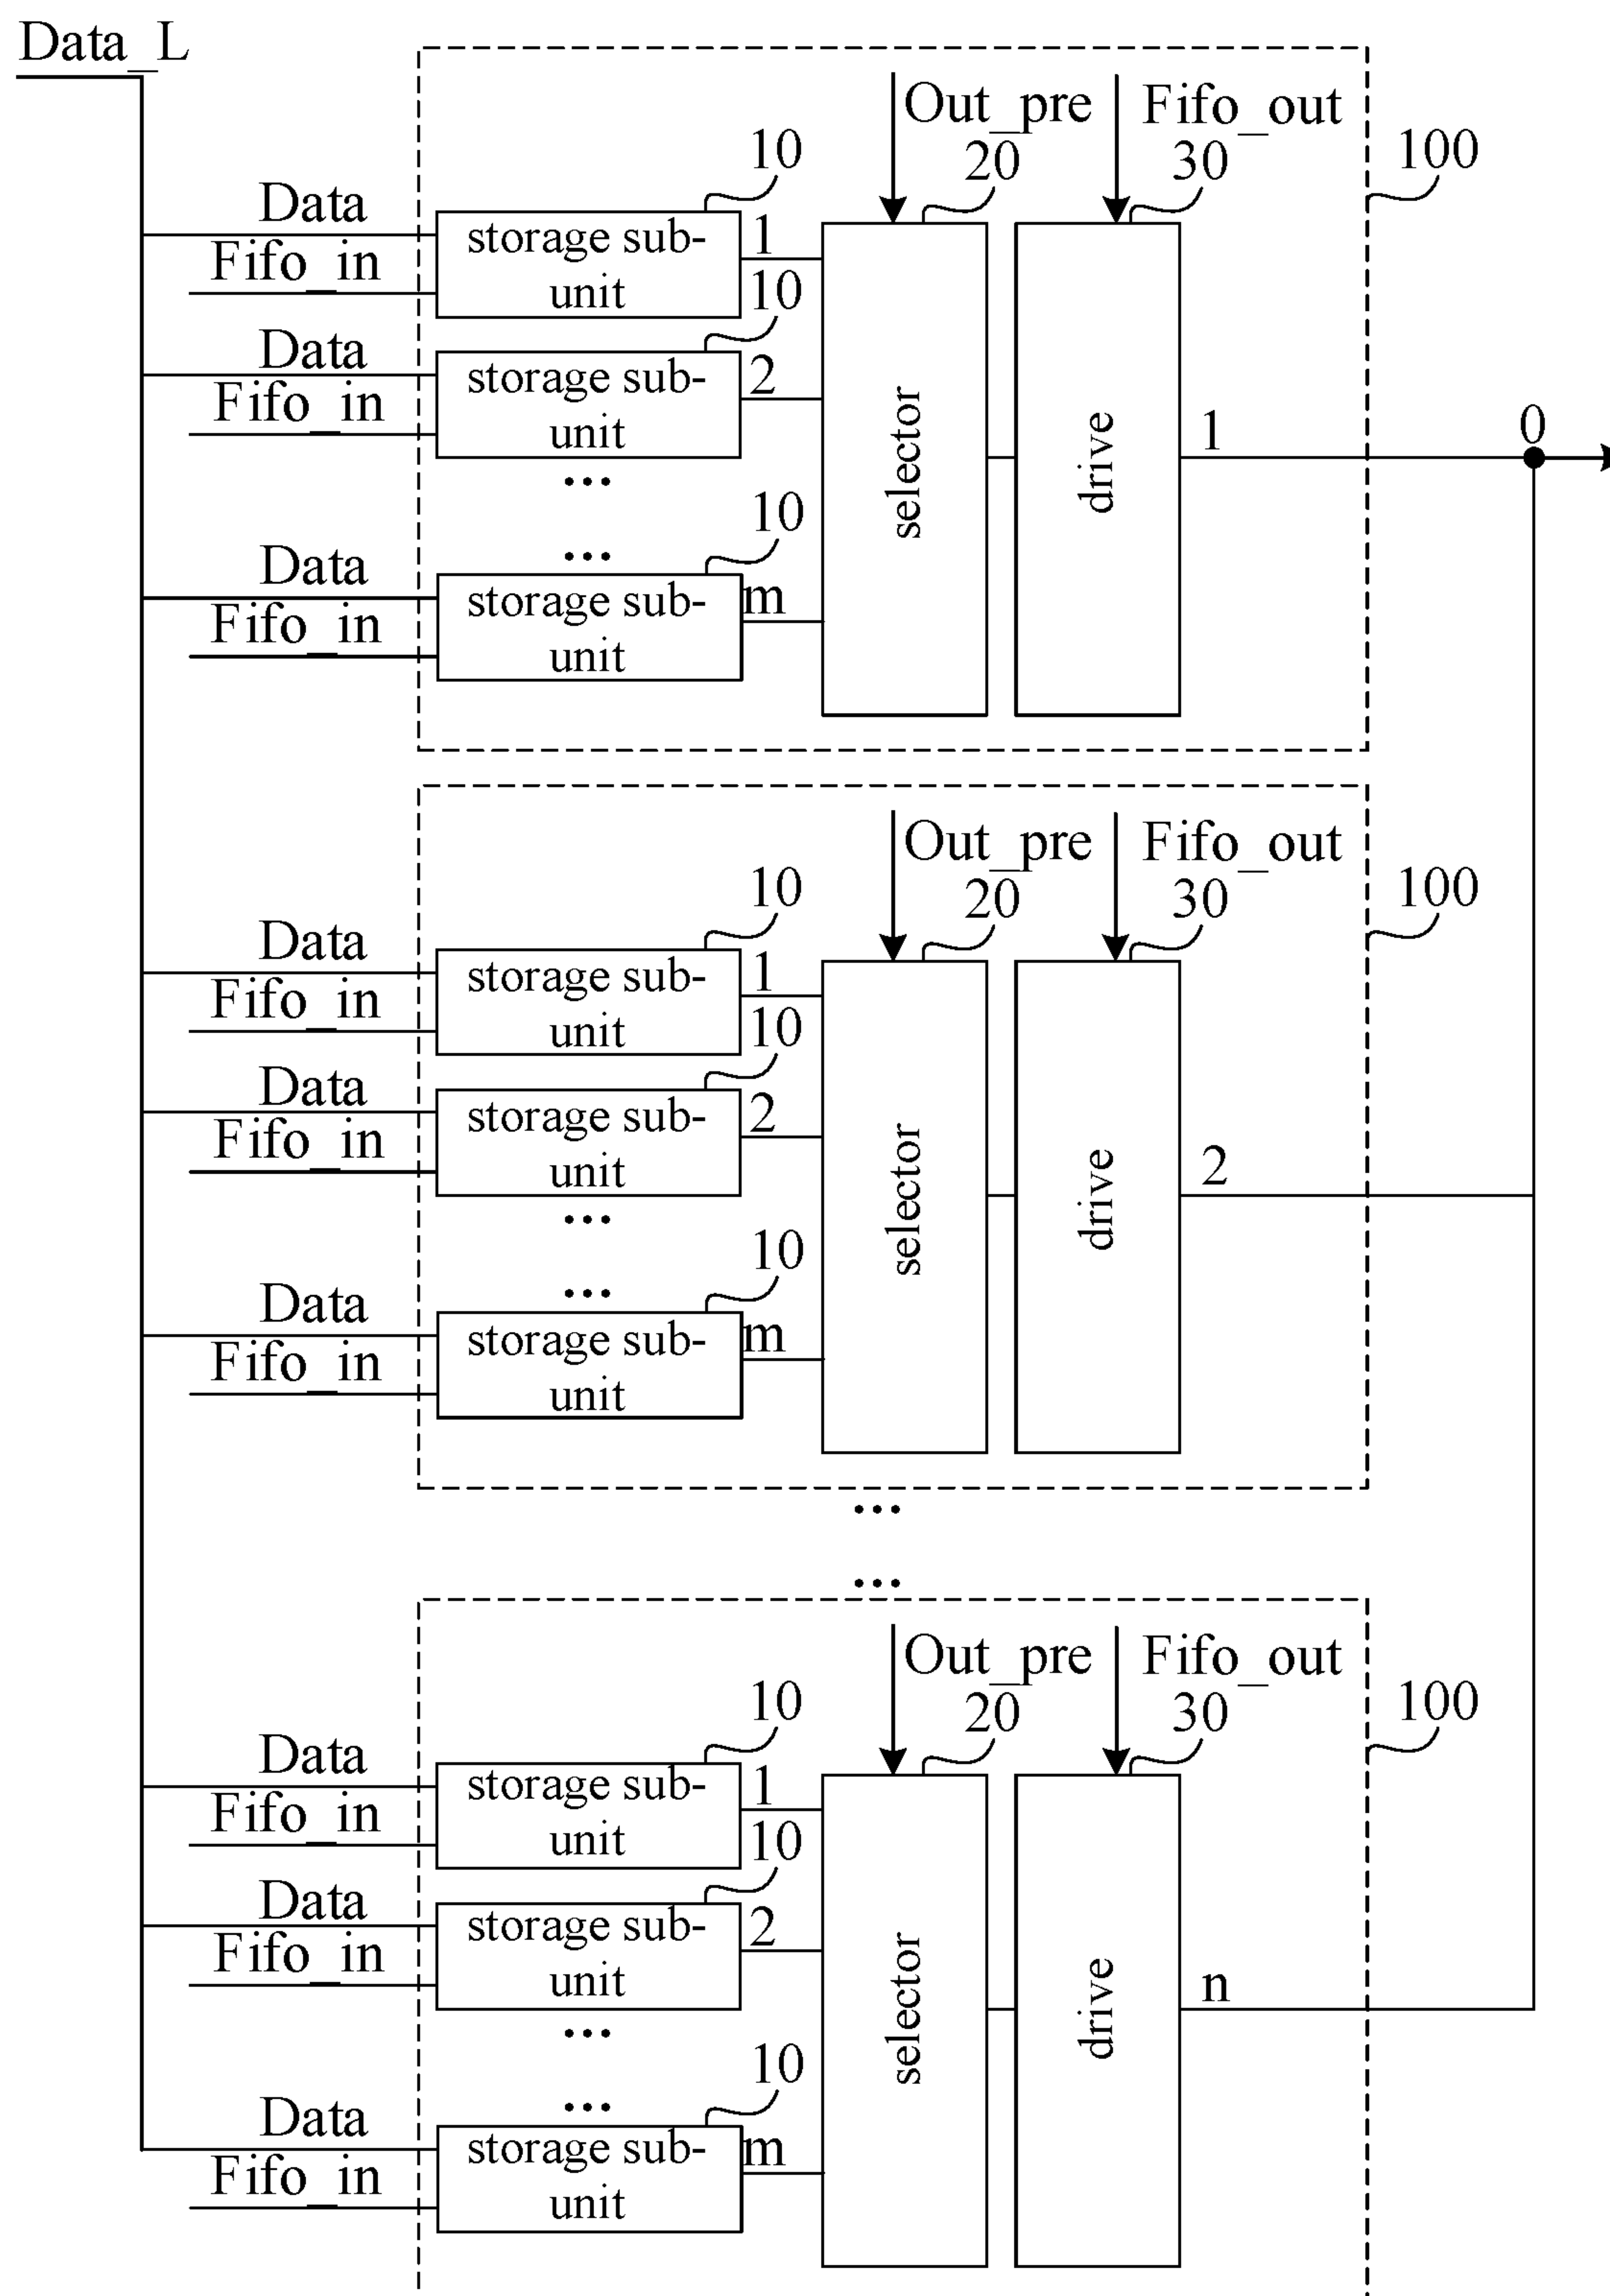 Data_L
Out_pre
Fifo_out
10
20
30
100
Data
storage sub-
unit
1
Fifo_in
10
Data
storage sub-
unit
2
Fifo_in
...
selector
drive
1
0
10
...
Data
storage sub-
unit
m
Fifo_in
Out_pre
Fifo_out
10
20
30
100
Data
storage sub-
unit
1
Fifo_in
10
Data
storage sub-
unit
2
Fifo_in
...
selector
drive
2
10
...
Data
storage sub-
unit
m
Fifo_in
...
...
Out_pre
Fifo_out
10
20
30
100
Data
storage sub-
unit
1
Fifo_in
10
Data
storage sub-
unit
2
Fifo_in
...
selector
drive
n
10
...
Data
storage sub-
unit
m
Fifo_in